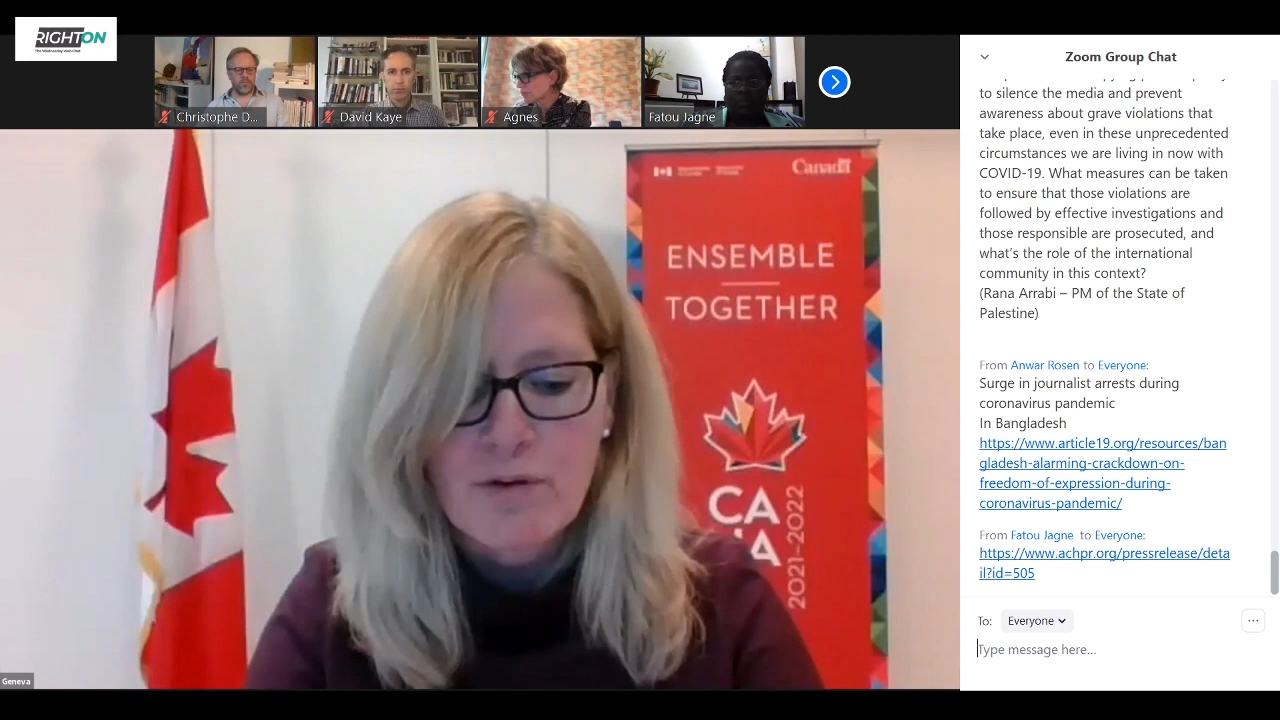 RIGHTON
The Wednesday Web Chat
Christophe D...
David Kaye
Agnes
Fatou Jagne
Canada
ENSEMBLE
TOGETHER
CA
2021-2022
Geneva
Zoom Group Chat
to silence the media and prevent
awareness about grave violations that
take place, even in these unprecedented
circumstances we are living in now with
COVID-19. What measures can be taken
to ensure that those violations are
followed by effective investigations and
those responsible are prosecuted, and
what's the role of the international
community in this context?
(Rana Arrabi – PM of the State of
Palestine)
From Anwar Rosen to Everyone:
Surge in journalist arrests during
coronavirus pandemic
In Bangladesh
https://www.article19.org/resources/ban
gladesh-alarming-crackdown-on-
freedom-of-expression-during-
coronavirus-pandemic/
From Fatou Jagne to Everyone:
https://www.achpr.org/pressrelease/deta
il?id=505
To: Everyone
Type message here...